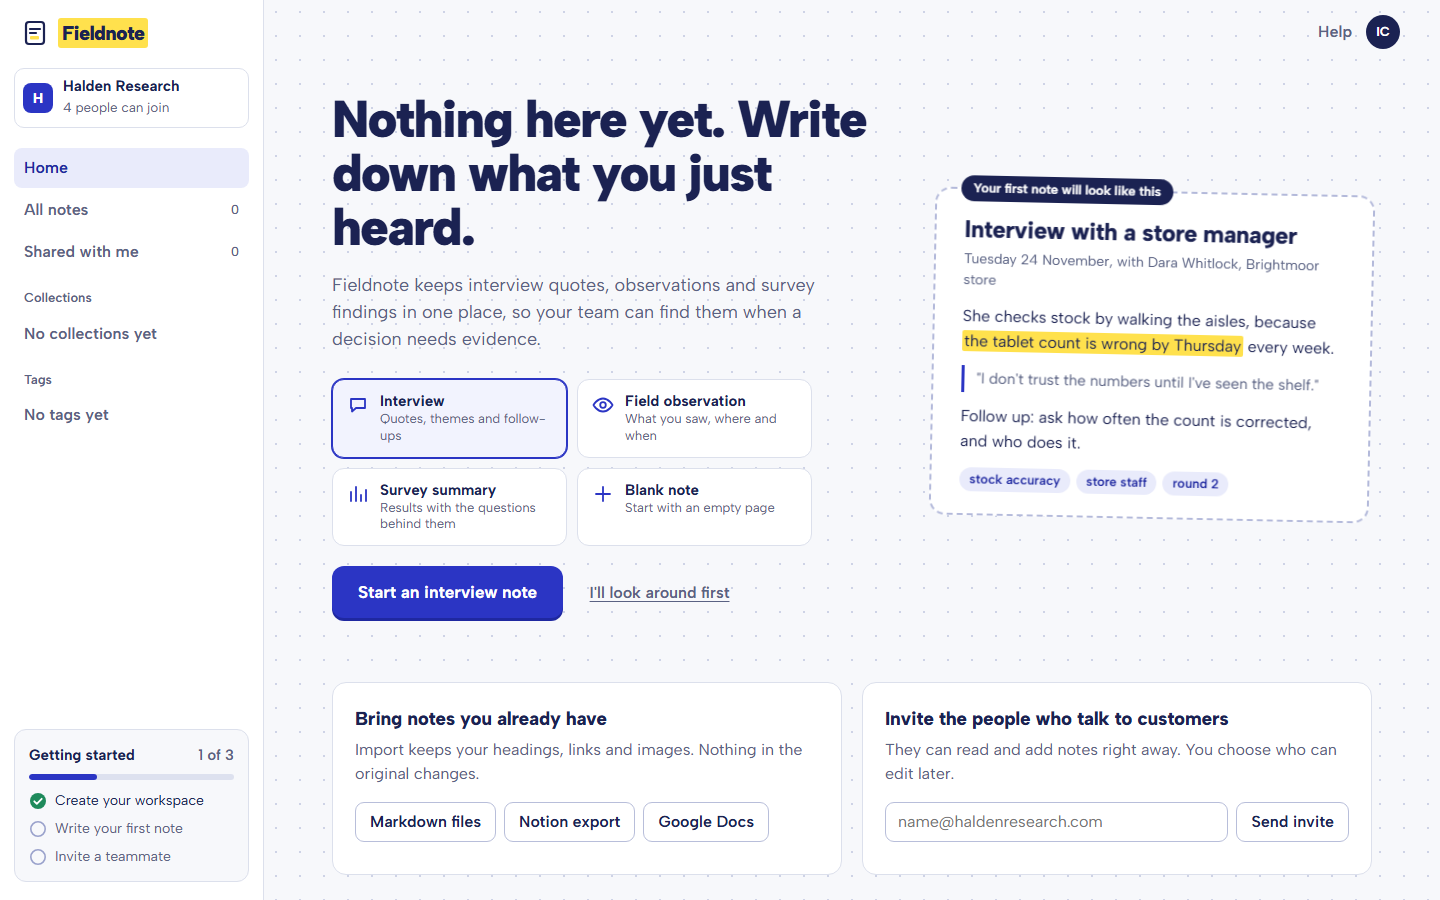 Fieldnote
H
Halden Research
4 people can join
Home
All notes 0
Shared with me 0
Collections
No collections yet
Tags
No tags yet
Getting started 1 of 3
Create your workspace
Write your first note
Invite a teammate
Help IC
Nothing here yet. Write
down what you just
heard.
Fieldnote keeps interview quotes, observations and survey
findings in one place, so your team can find them when a
decision needs evidence.
Interview
Quotes, themes and follow-
ups
Field observation
What you saw, where and
when
Survey summary
Results with the questions
behind them
Blank note
Start with an empty page
Start an interview note
I'll look around first
Your first note will look like this
Interview with a store manager
Tuesday 24 November, with Dara Whitlock, Brightmoor
store
She checks stock by walking the aisles, because
the tablet count is wrong by Thursday every week.
"I don't trust the numbers until I've seen the shelf."
Follow up: ask how often the count is corrected,
and who does it.
stock accuracy store staff round 2
Bring notes you already have
Import keeps your headings, links and images. Nothing in the
original changes.
Markdown files Notion export Google Docs
Invite the people who talk to customers
They can read and add notes right away. You choose who can
edit later.
name@haldenresearch.com Send invite